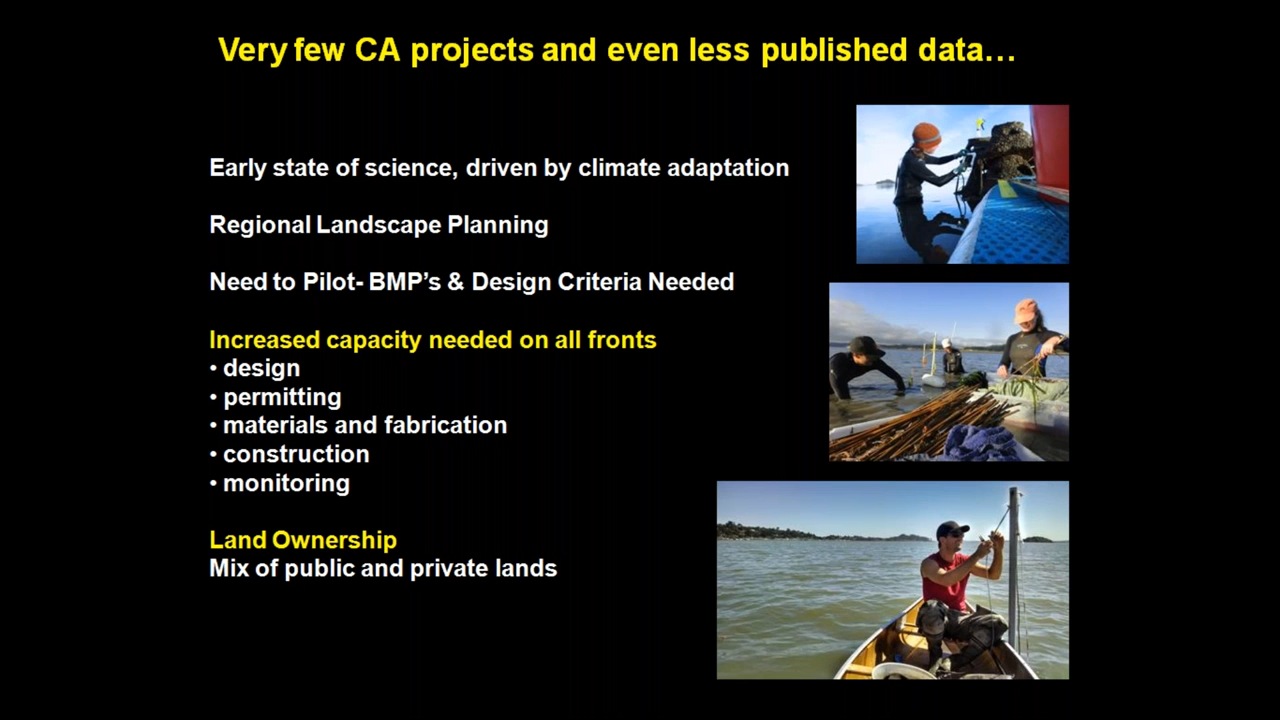 Very few CA projects and even less published data…
Early state of science, driven by climate adaptation
Regional Landscape Planning
Need to Pilot- BMP’s & Design Criteria Needed
Increased capacity needed on all fronts
• design
• permitting
• materials and fabrication
• construction
• monitoring
Land Ownership
Mix of public and private lands